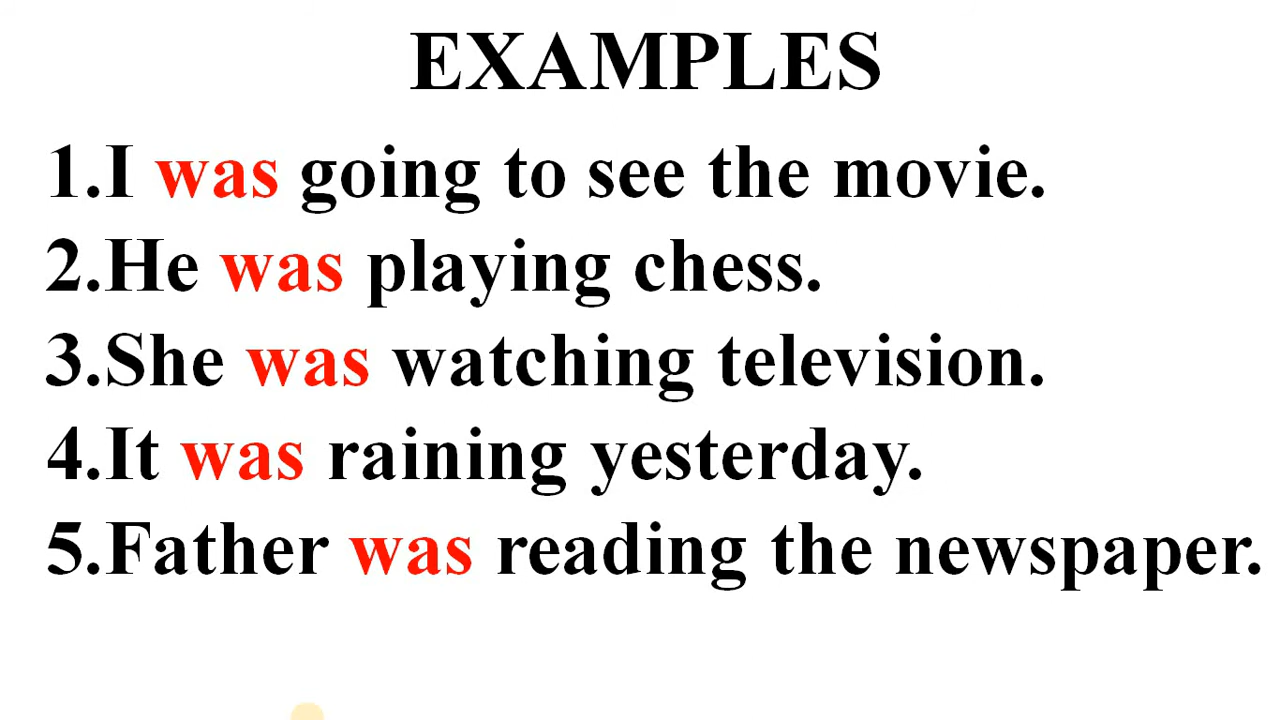 EXAMPLES
1.I was going to see the movie.
2.He was playing chess.
3.She was watching television.
4.It was raining yesterday.
5.Father was reading the newspaper.